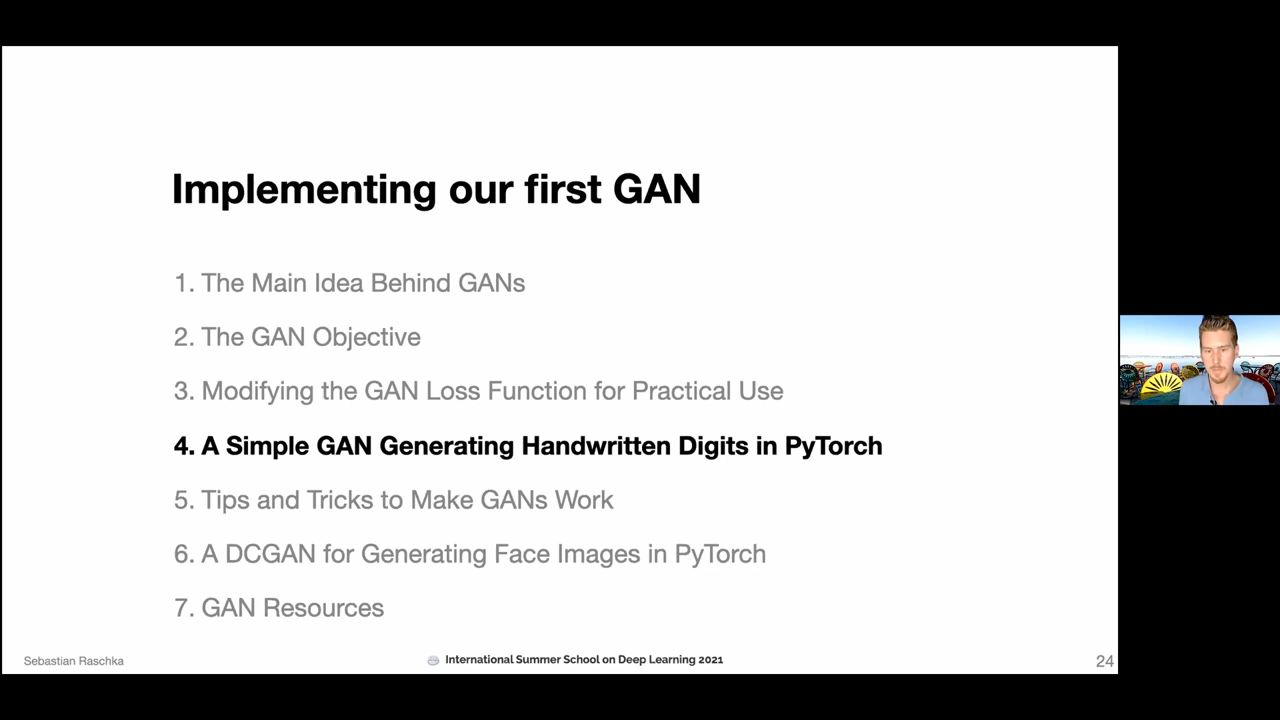 Implementing our first GAN
1. The Main Idea Behind GANs
2. The GAN Objective
3. Modifying the GAN Loss Function for Practical Use
4. A Simple GAN Generating Handwritten Digits in PyTorch
5. Tips and Tricks to Make GANs Work
6. A DCGAN for Generating Face Images in PyTorch
7. GAN Resources
Sebastian Raschka
International Summer School on Deep Learning 2021
24